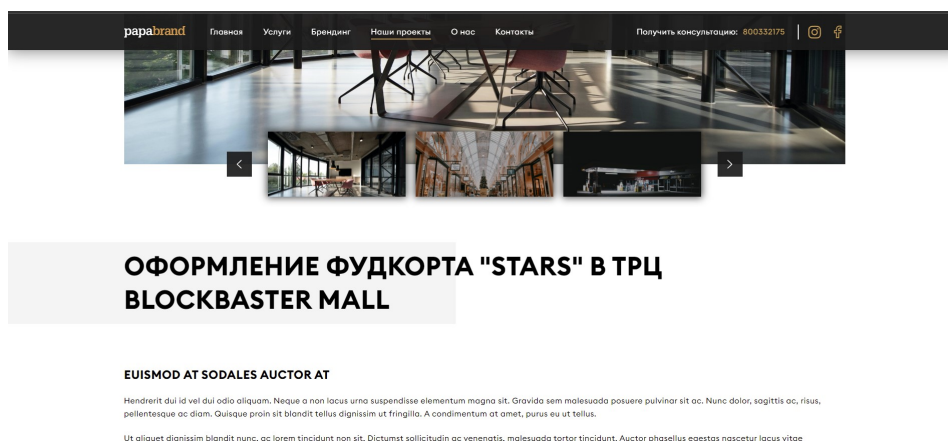 papabrand Главная Услуги Брендинг Наши проекты О нас Контакты Получить консультацию: 800332175
ОФОРМЛЕНИЕ ФУДКОРТА "STARS" В ТРЦ
BLOCKBASTER MALL
EUISMOD AT SODALES AUCTOR AT
Hendrerit dui id vel dui odio aliquam. Neque a non lacus urna suspendisse elementum magna sit. Gravida sem malesuada posuere pulvinar sit ac. Nunc dolor, sagittis ac, risus,
pellentesque ac diam. Quisque proin sit blandit tellus dignissim ut fringilla. A condimentum at amet, purus eu ut tellus.
Ut aliquet dignissim blandit nunc, ac lorem tincidunt non sit. Dictumst sollicitudin ac venenatis, malesuada tortor tincidunt. Auctor phasellus egestas nascetur lacus vitae